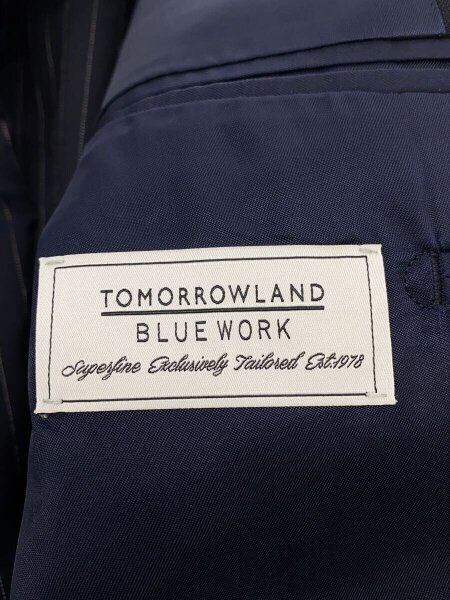 TOMORROWLAND
BLUE WORK
Superfine Exclusively Tailored Est.1978